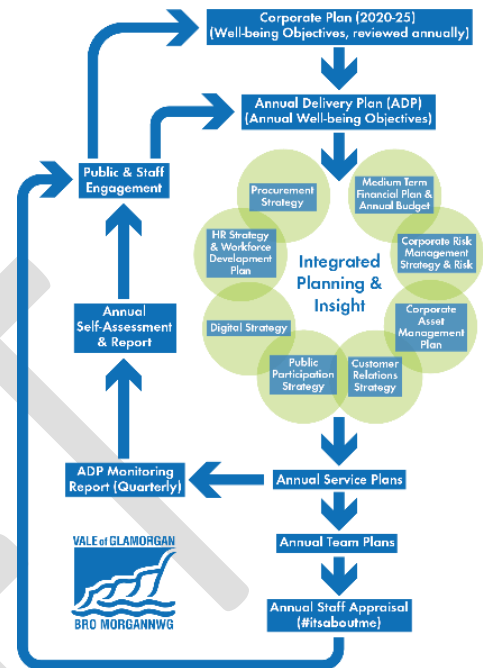 Corporate Plan (2020-25)
(Well-being Objectives, reviewed annually)
Annual Delivery Plan (ADP)
(Annual Well-being Objectives)
Public & Staff
Engagement
Procurement
Strategy
Medium Term
Financial Plan &
Annual Budget
HR Strategy
& Workforce
Development
Plan
Integrated
Planning &
Insight
Corporate Risk
Management
Strategy & Risk
Annual
Self-Assessment
& Report
Digital Strategy
Corporate
Asset
Management
Plan
Public
Participation
Strategy
Customer
Relations
Strategy
ADP Monitoring
Report (Quarterly)
Annual Service Plans
Annual Team Plans
VALE of GLAMORGAN
BRO MORGANNWG
Annual Staff Appraisal
(#itsaboutme)